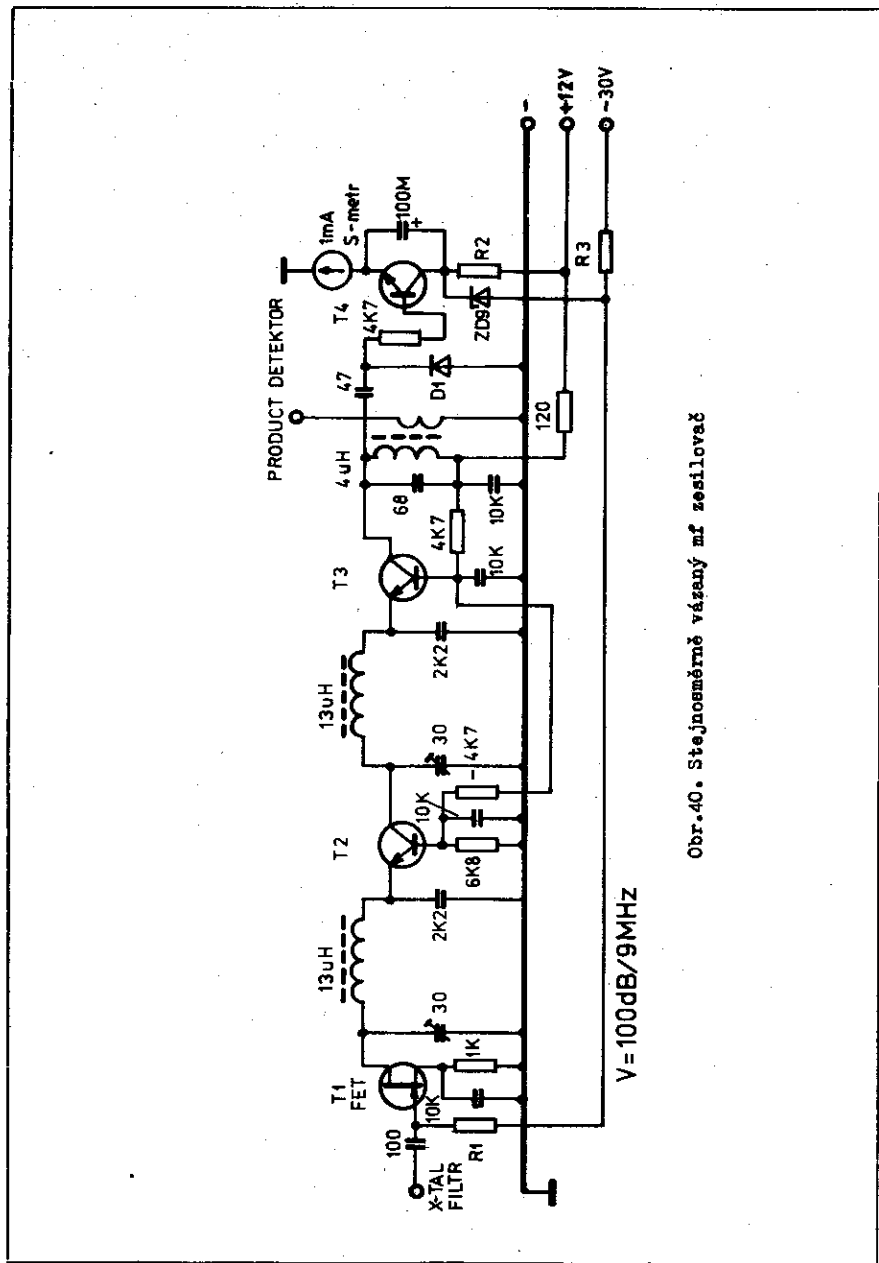 PRODUCT DETEKTOR
1mA
S-metr
100M
+
T4
4K7
47
D1
R2
ZD9
R3
-
+12V
-30V
120
4uH
68
10K
4K7
10K
T3
13uH
2K2
30
4K7
10K
6K8
T2
13uH
2K2
30
1K
10K
T1
FET
100
R1
X-TAL
FILTR
V=100dB/9MHz
Obr.40. Stejnosměrně vázaný mf zesilovač